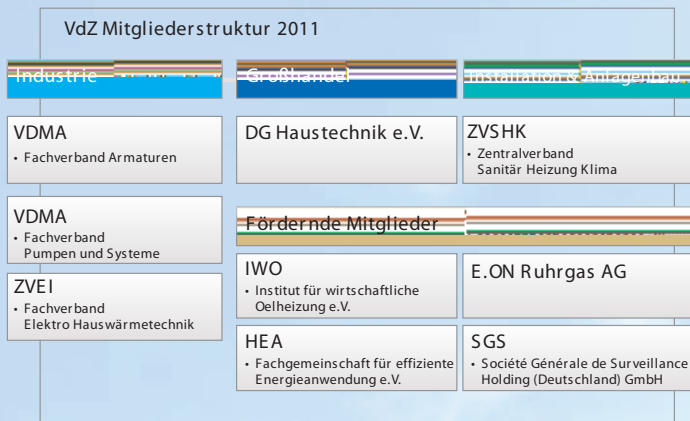 VdZ Mitgliederstruktur 2011
Industrie
Großhandel
Installation & Anlagenbau
VDMA
• Fachverband Armaturen
DG Haustechnik e.V.
ZVSHK
• Zentralverband
Sanitär Heizung Klima
VDMA
• Fachverband
Pumpen und Systeme
Fördernde Mitglieder
ZVEI
• Fachverband
Elektro Hauswärmetechnik
IWO
• Institut für wirtschaftliche
Oelheizung e.V.
E.ON Ruhrgas AG
HEA
• Fachgemeinschaft für effiziente
Energieanwendung e.V.
SGS
• Société Générale de Surveillance
Holding (Deutschland) GmbH